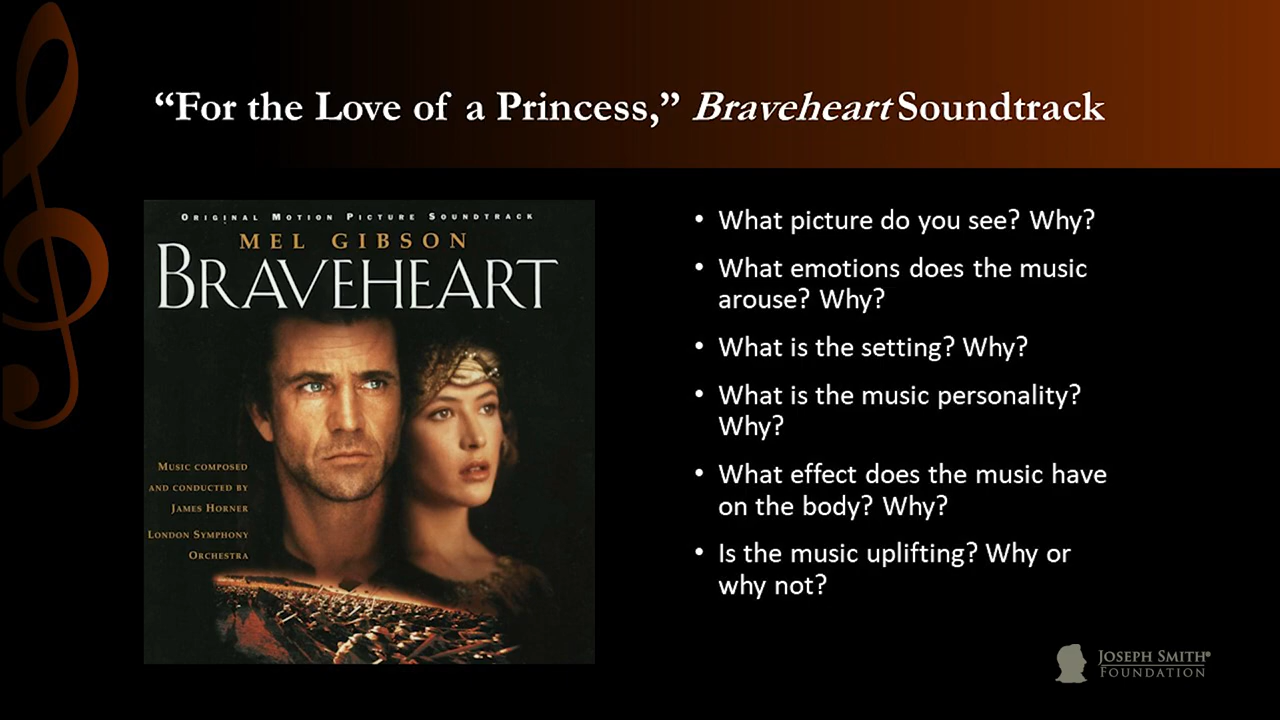 “For the Love of a Princess,” Braveheart Soundtrack
Original Motion Picture Soundtrack
MEL GIBSON
BRAVEHEART
Music composed
and conducted by
James Horner
London Symphony
Orchestra
• What picture do you see? Why?
• What emotions does the music
arouse? Why?
• What is the setting? Why?
• What is the music personality?
Why?
• What effect does the music have
on the body? Why?
• Is the music uplifting? Why or
why not?
Joseph Smith®
Foundation